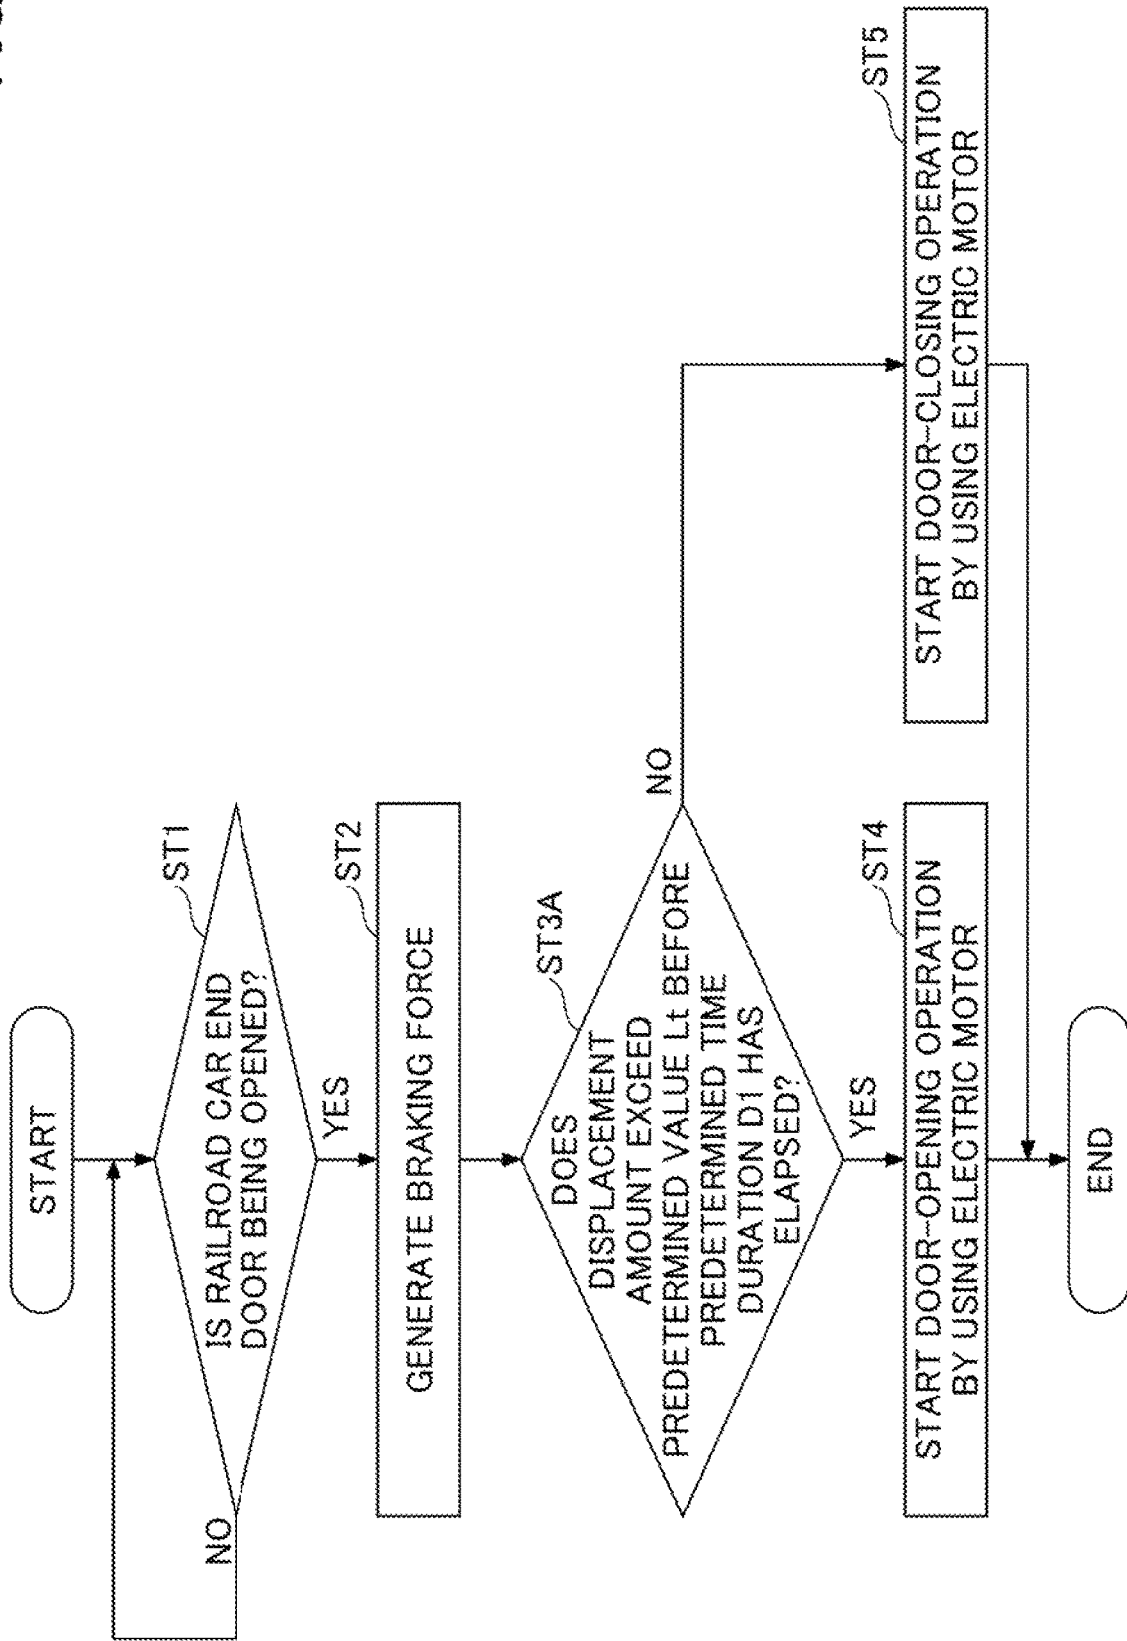 START
ST1
IS RAILROAD CAR END
DOOR BEING OPENED?
NO
YES
ST2
GENERATE BRAKING FORCE
ST3A
DOES
DISPLACEMENT
AMOUNT EXCEED
PREDETERMINED VALUE Lt BEFORE
PREDETERMINED TIME
DURATION D1 HAS
ELAPSED?
NO
YES
ST4
START DOOR-OPENING OPERATION
BY USING ELECTRIC MOTOR
ST5
START DOOR-CLOSING OPERATION
BY USING ELECTRIC MOTOR
END